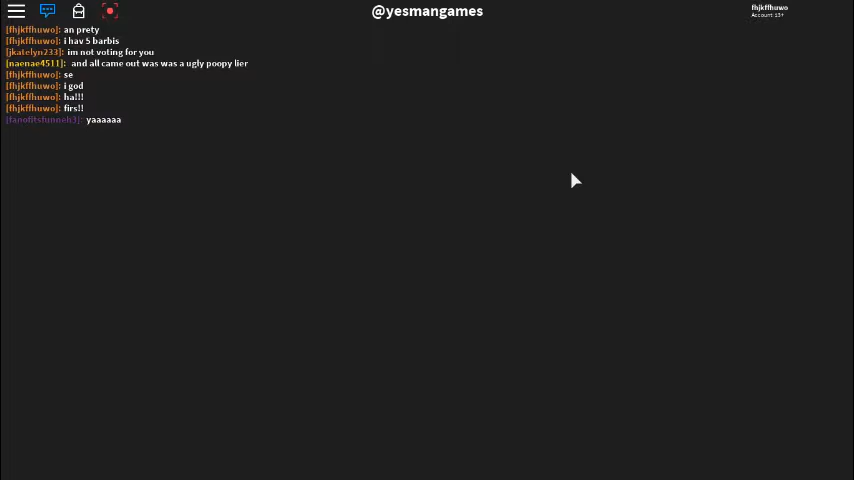 @yesmangames
fhjkffhuwo
Account: 13+
[fhjkffhuwo]: an prety
[fhjkffhuwo]: i hav 5 barbis
[jkatelyn233]: im not voting for you
[naenae4511]: and all came out was was a ugly poopy lier
[fhjkffhuwo]: se
[fhjkffhuwo]: i god
[fhjkffhuwo]: ha!!!
[fhjkffhuwo]: firs!!
[fanofitsfunneh3]: yaaaaaa